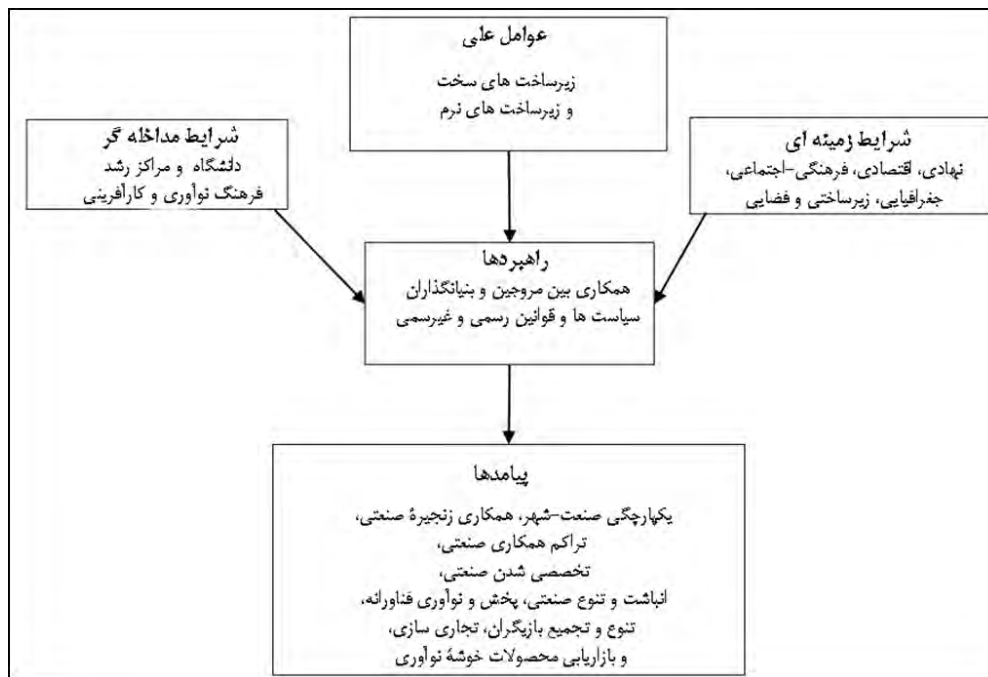 عوامل علی
زیرساخت های سخت
و زیرساخت های نرم
شرایط زمینه ای
نهادی، اقتصادی، فرهنگی-اجتماعی،
جغرافیایی، زیرساختی و فضایی
شرایط مداخله گر
دانشگاه و مراکز رشد
فرهنگ نوآوری و کارآفرینی
راهبردها
همکاری بین مروجین و بنیانگذاران
سیاست ها و قوانین رسمی و غیرسمی
پیامدها
یکپارچگی صنعت-شهر، همکاری زنجیرهٔ صنعتی،
تراکم همکاری صنعتی،
تخصصی شدن صنعتی،
انباشت و تنوع صنعتی، پخش و نوآوری فناورانه،
تنوع و تجمیع بازیگران، تجاری سازی،
و بازاریابی محصولات خوشهٔ نوآوری